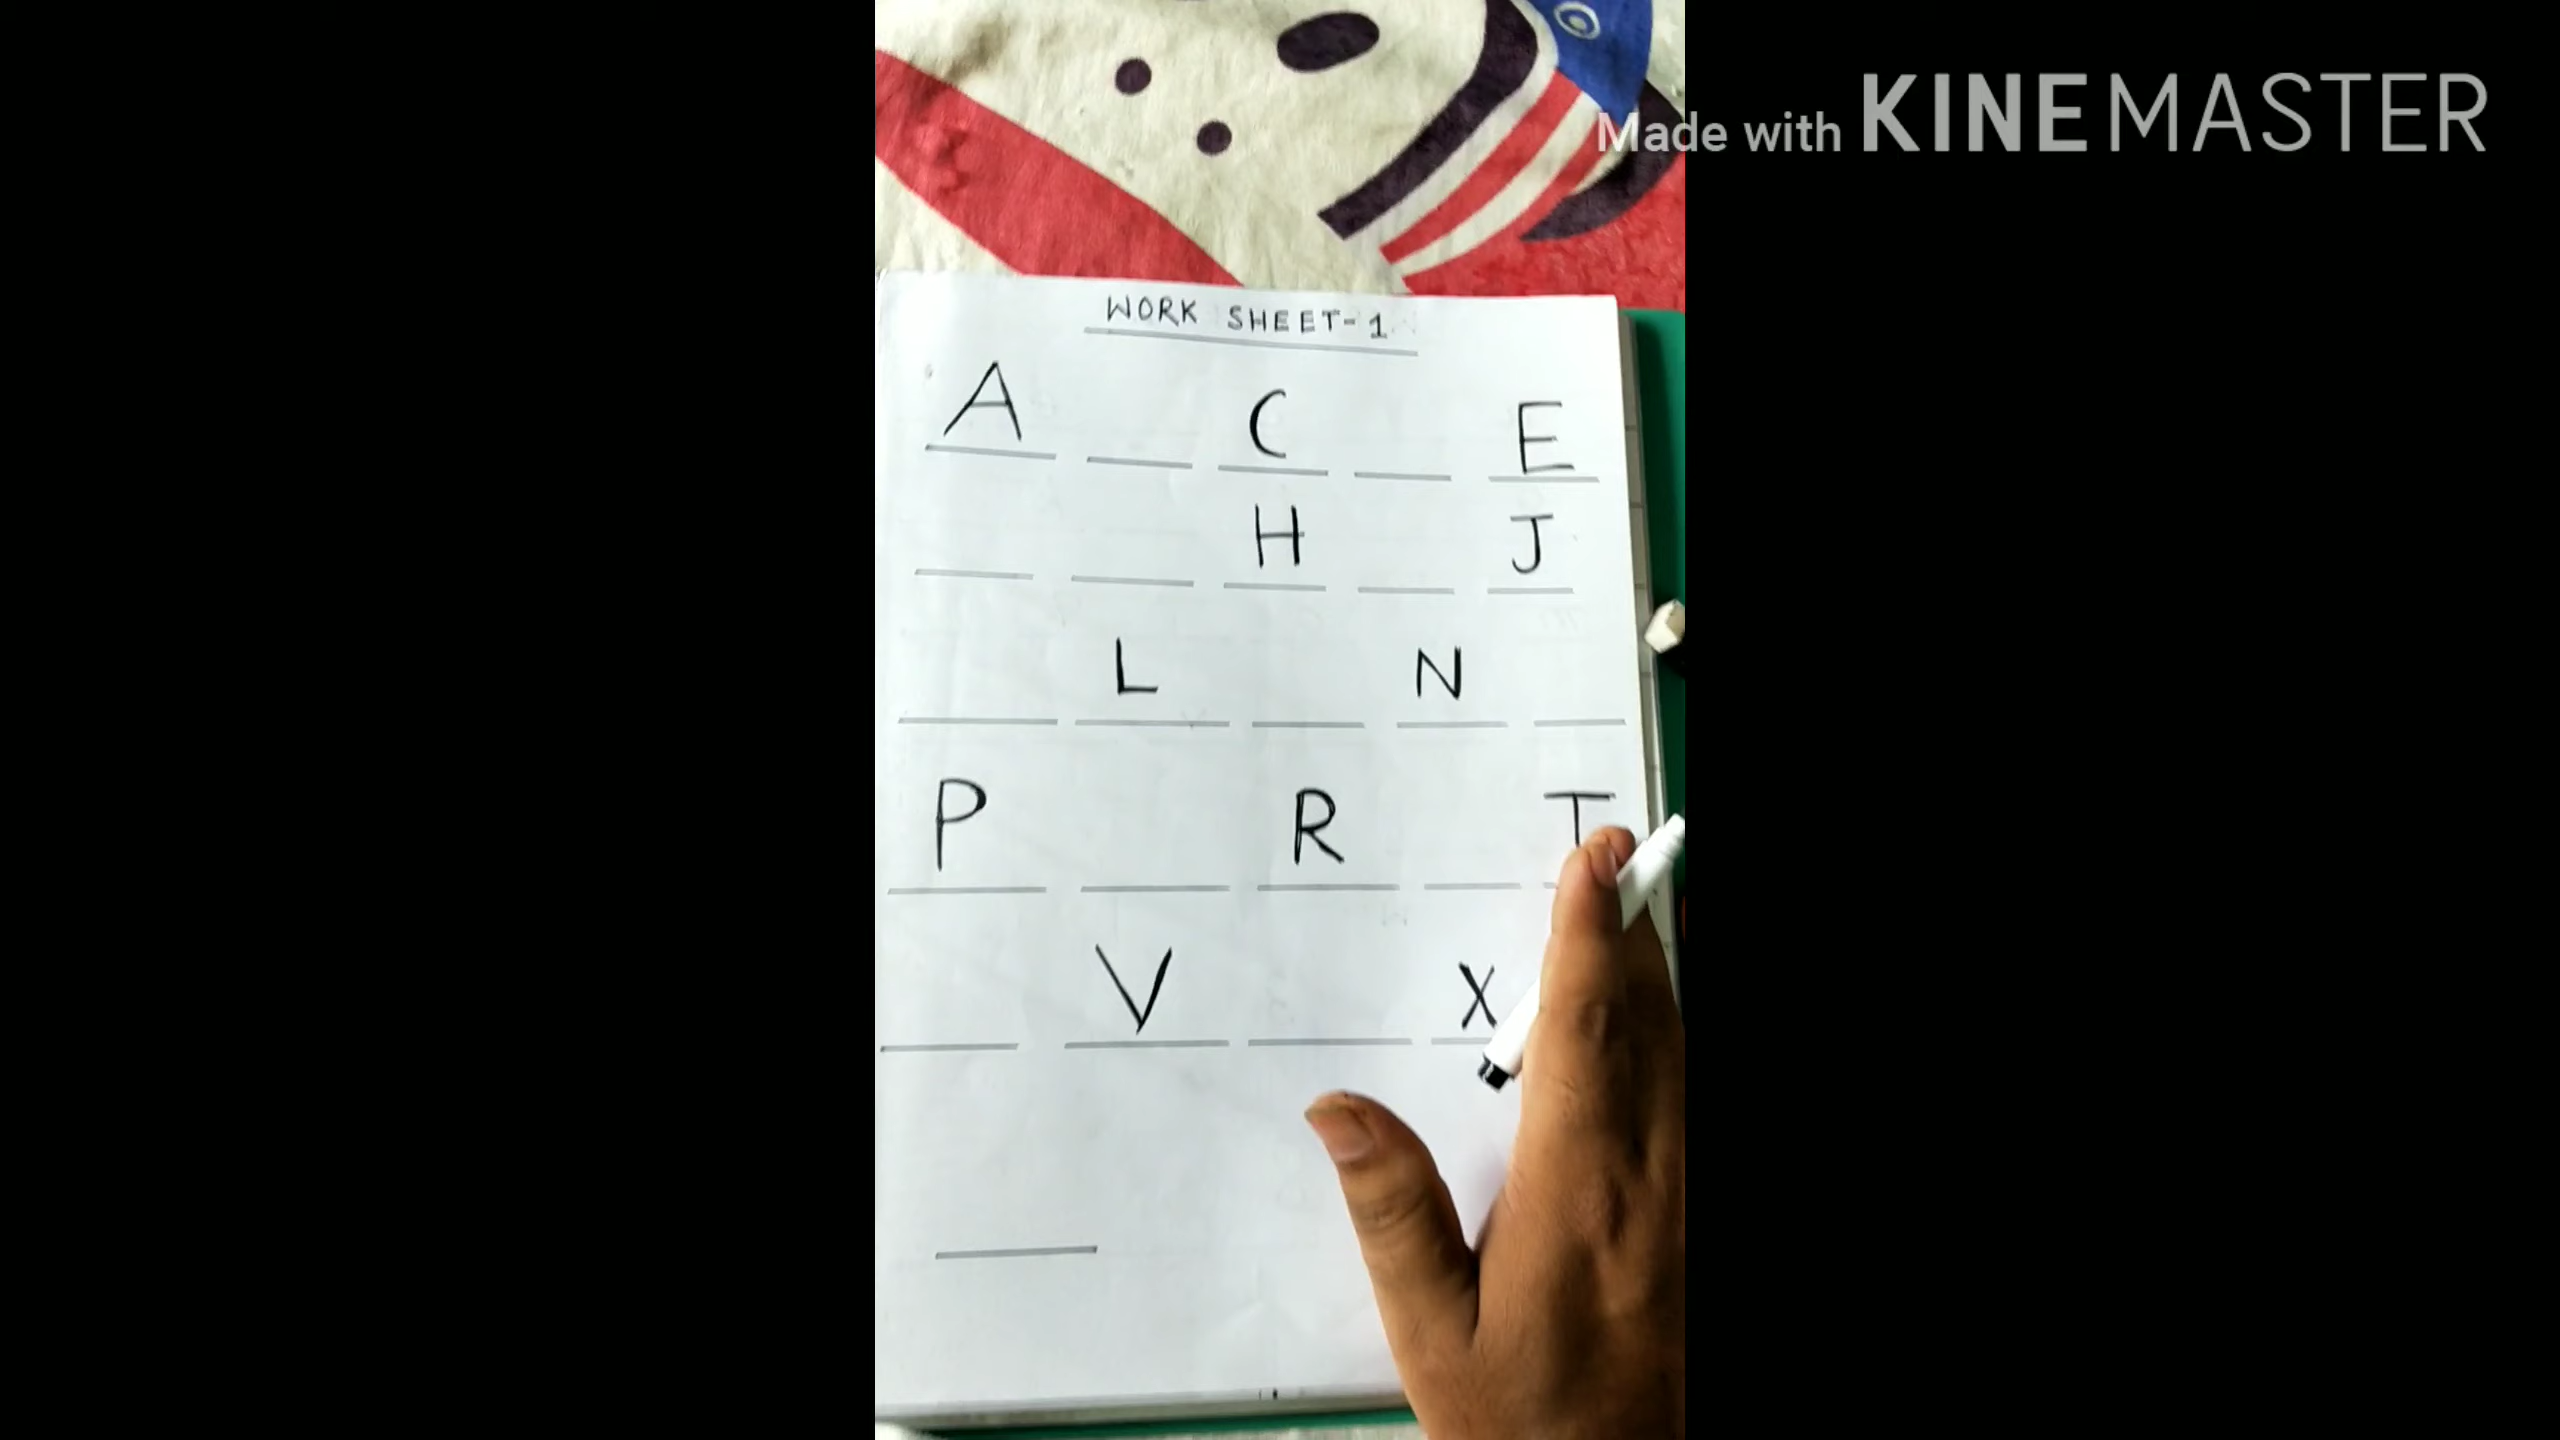 Made with KINEMASTER
WORK SHEET-1
A C E
H J
L N
P R T
V X